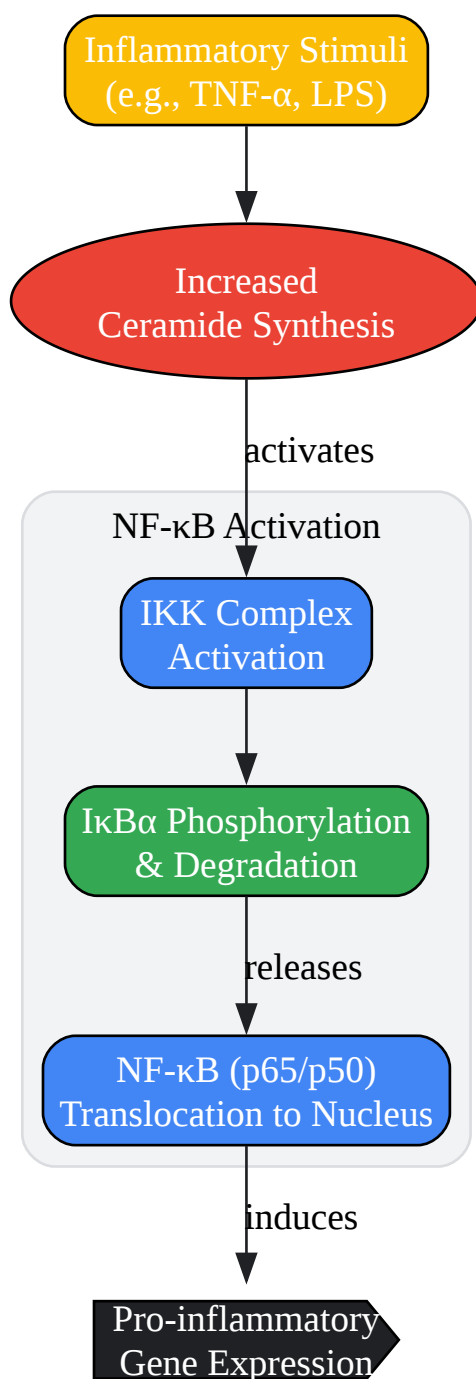 Inflammatory Stimuli
(e.g., TNF-α, LPS)
Increased
Ceramide Synthesis
activates
NF-κB Activation
IKK Complex
Activation
IκBα Phosphorylation
& Degradation
releases
NF-κB (p65/p50)
Translocation to Nucleus
induces
Pro-inflammatory
Gene Expression